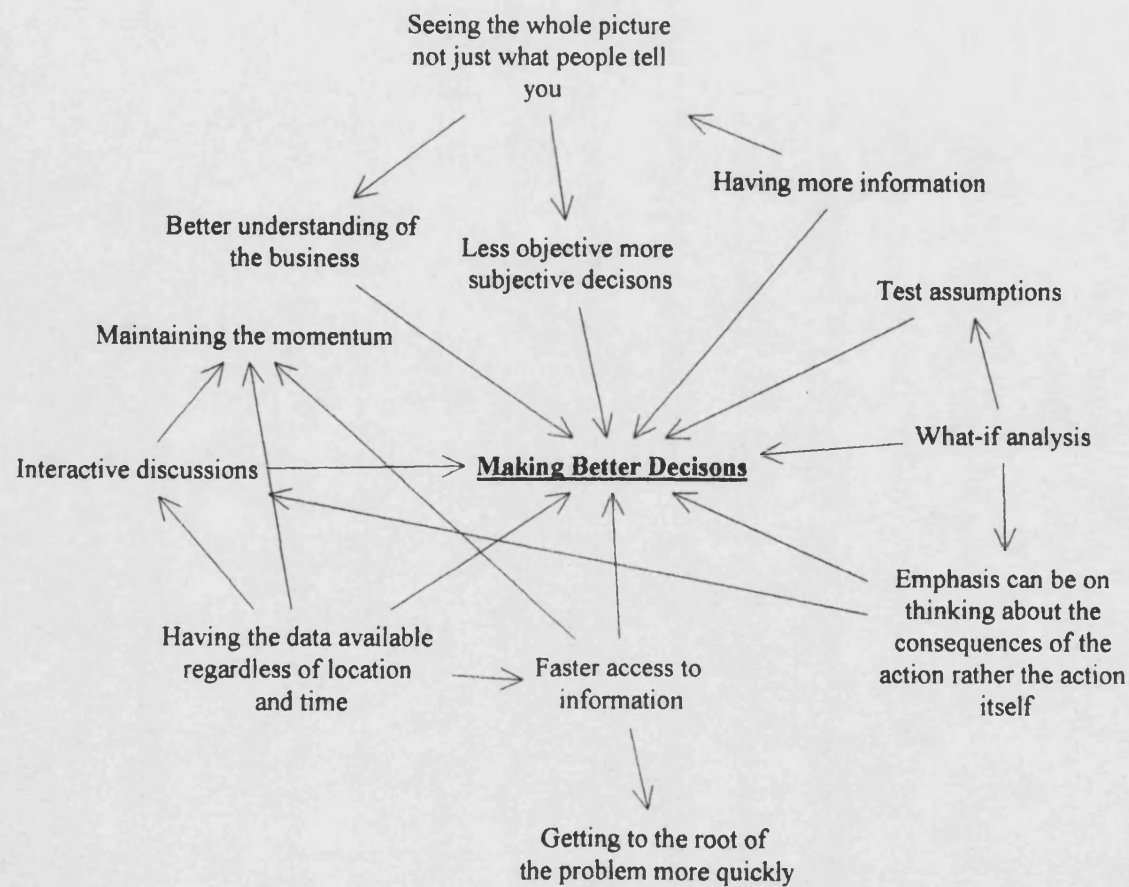 Seeing the whole picture
not just what people tell
you
Having more information
Better understanding of
the business
Less objective more
subjective decisons
Test assumptions
Maintaining the momentum
What-if analysis
Interactive discussions
Making Better Decisons
Emphasis can be on
thinking about the
consequences of the
action rather the action
itself
Having the data available
regardless of location
and time
Faster access to
information
Getting to the root of
the problem more quickly